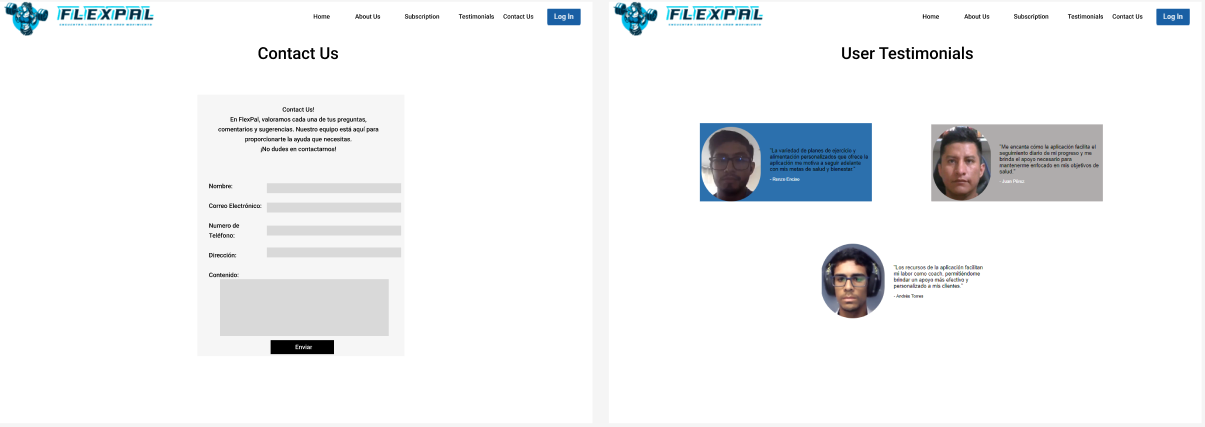 FLEXPAL
Home About Us Subscription Testimonials Contact Us Log In
Contact Us
Contact Us!
En FlexPal, valoramos cada una de tus preguntas,
comentarios y sugerencias. Nuestro equipo está aquí para
proporcionarte la ayuda que necesitas.
¡No dudes en contactarnos!
Nombre:
Correo Electrónico:
Numero de
Teléfono:
Dirección:
Contenido:
Enviar
FLEXPAL
Home About Us Subscription Testimonials Contact Us Log In
User Testimonials
"La variedad de planes de ejercicio y
alimentación personalizados que ofrece la
aplicación me motiva a seguir adelante
con mis metas de salud y bienestar."
- Renzo Encias
"Me encanta cómo la aplicación facilita el
seguimiento diario de mi progreso y me
brinda el apoyo necesario para
mantenerme enfocado en mis objetivos de
salud."
- Juan Pérez
"Los recursos de la aplicación facilitan
mi labor como coach, permitiéndome
brindar un apoyo más efectivo y
personalizado a mis clientes."
- Andrés Torres